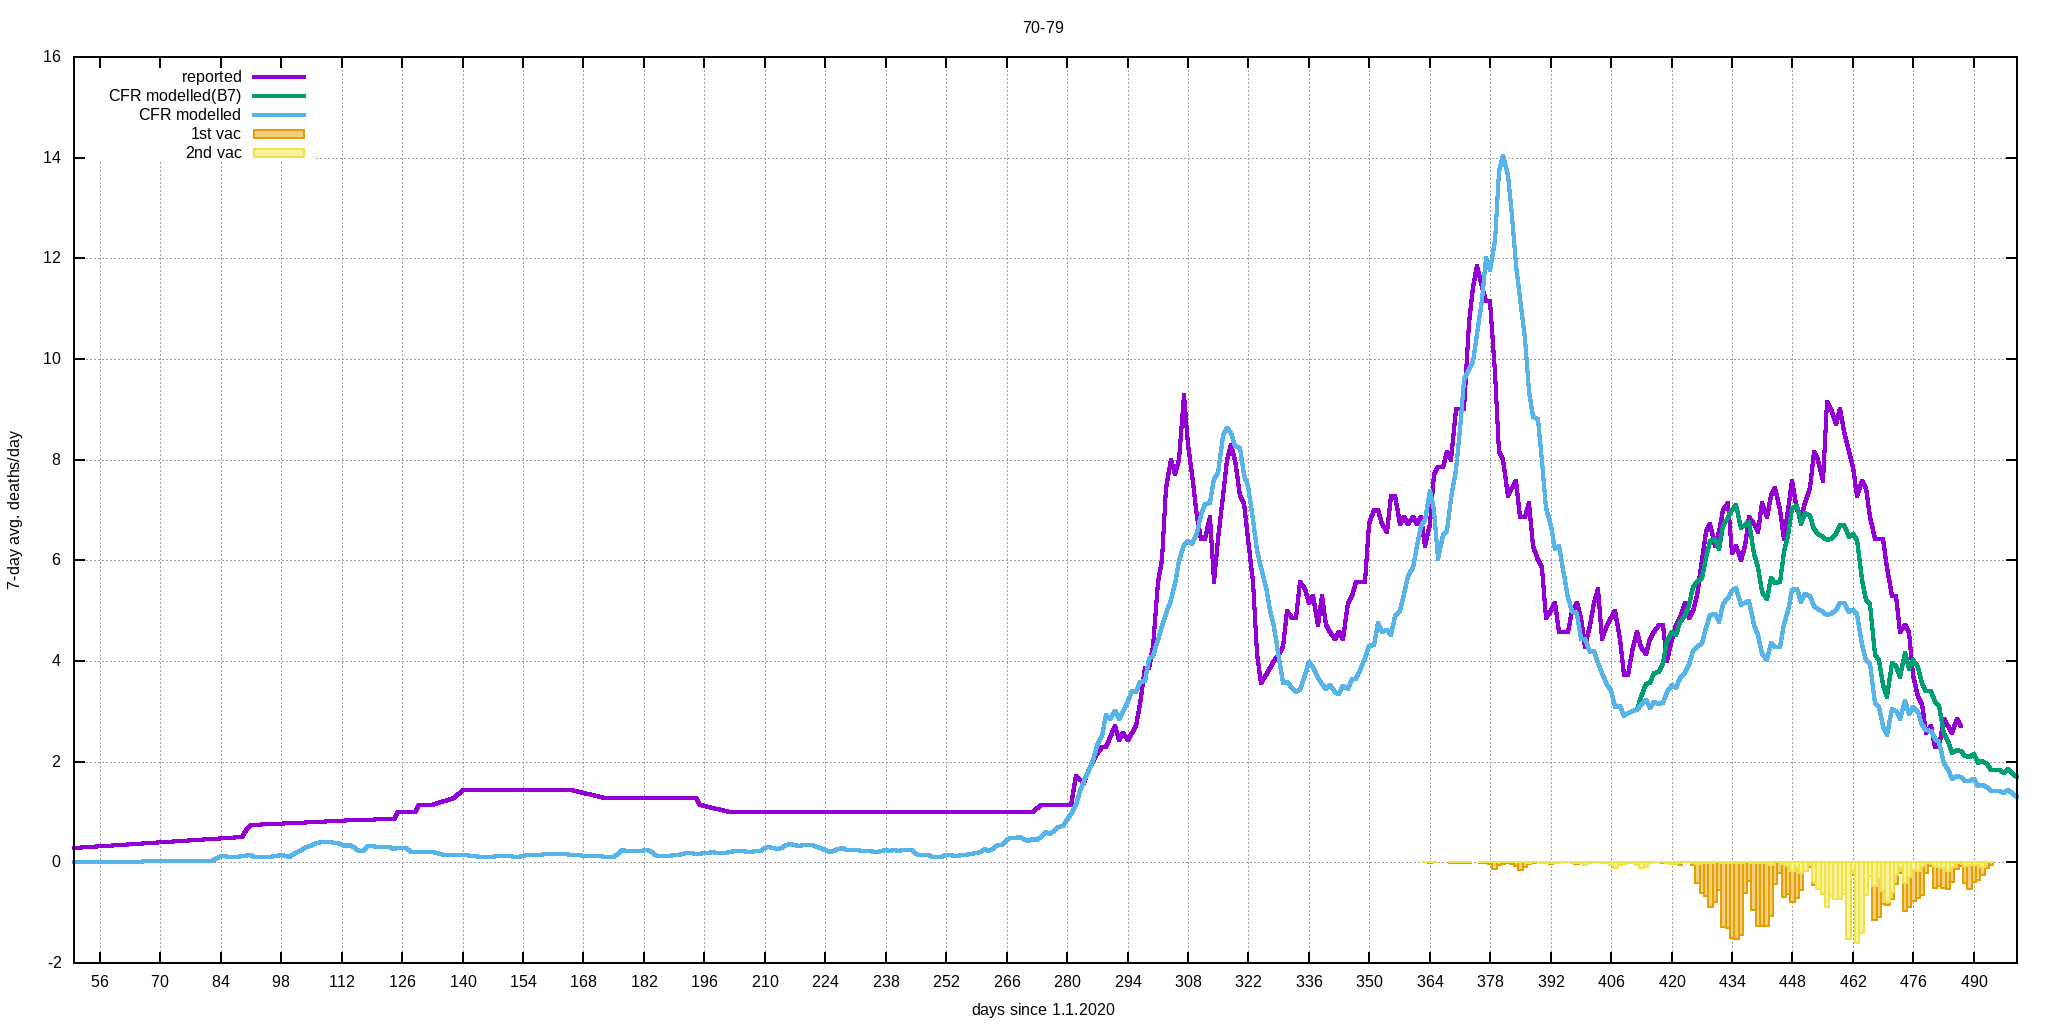 70-79
reported
CFR modelled(B7)
CFR modelled
1st vac
2nd vac
16
14
12
10
8
6
4
2
0
-2
7-day avg. deaths/day
56 70 84 98 112 126 140 154 168 182 196 210 224 238 252 266 280 294 308 322 336 350 364 378 392 406 420 434 448 462 476 490
days since 1.1.2020